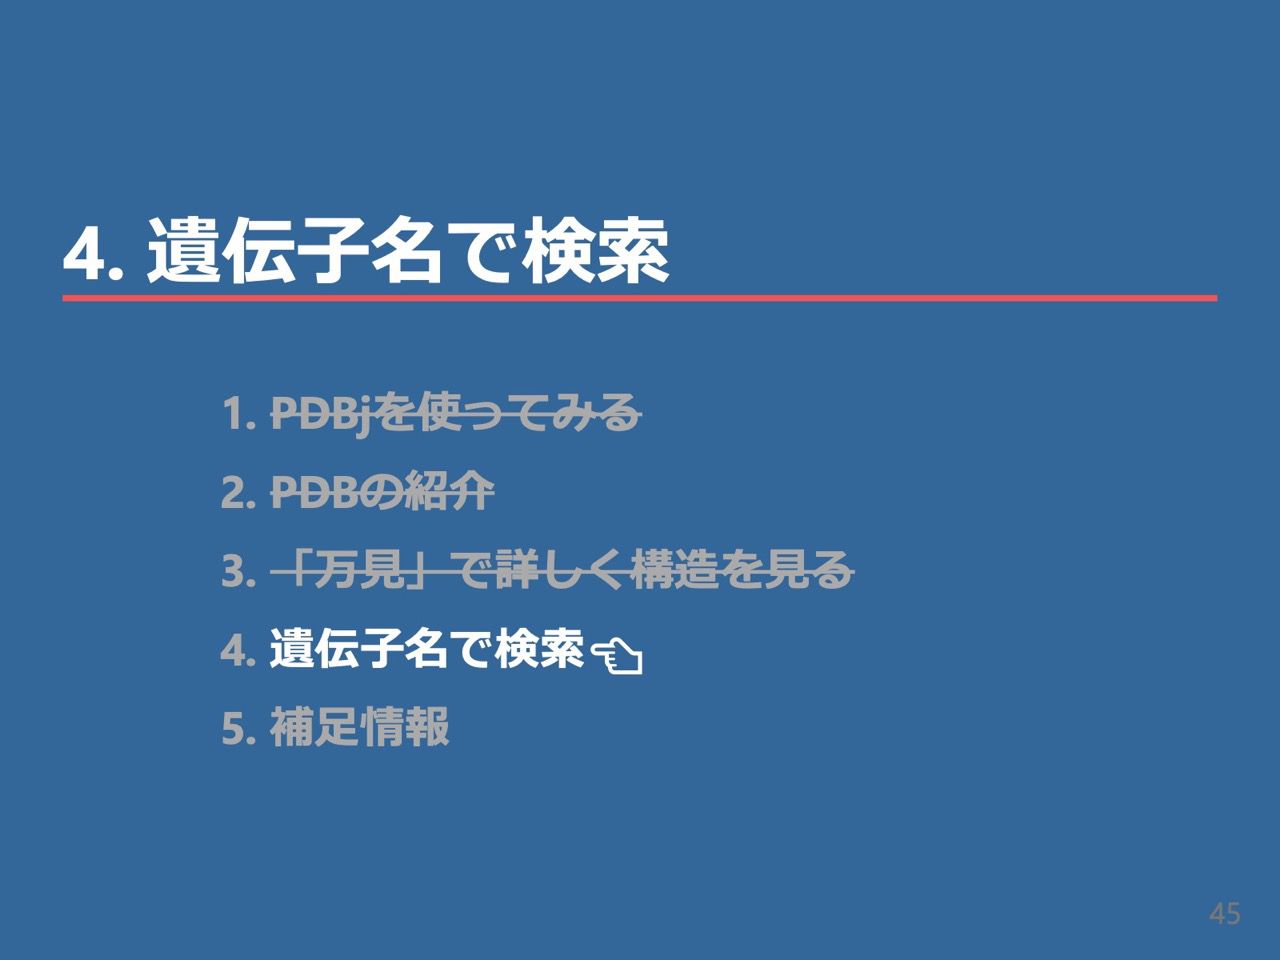 4. 遺伝子名で検索
1. PDBjを使ってみる
2. PDBの紹介
3. 「万見」で詳しく構造を見る
4. 遺伝子名で検索
5. 補足情報
45